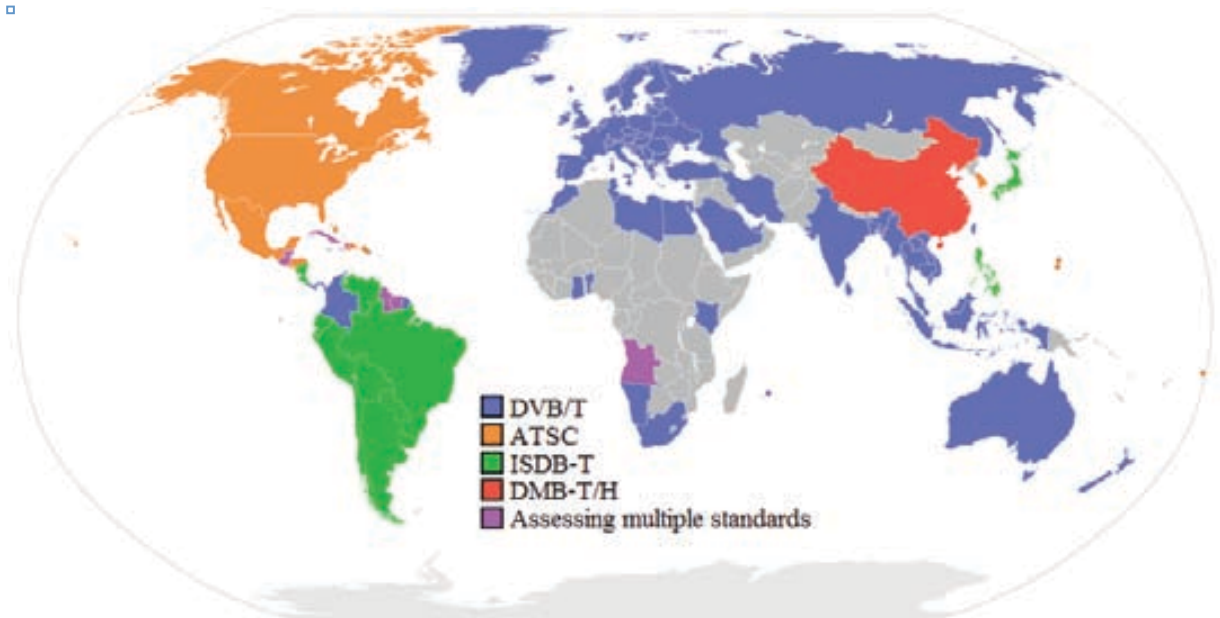 DVB/T
ATSC
ISDB-T
DMB-T/H
Assessing multiple standards